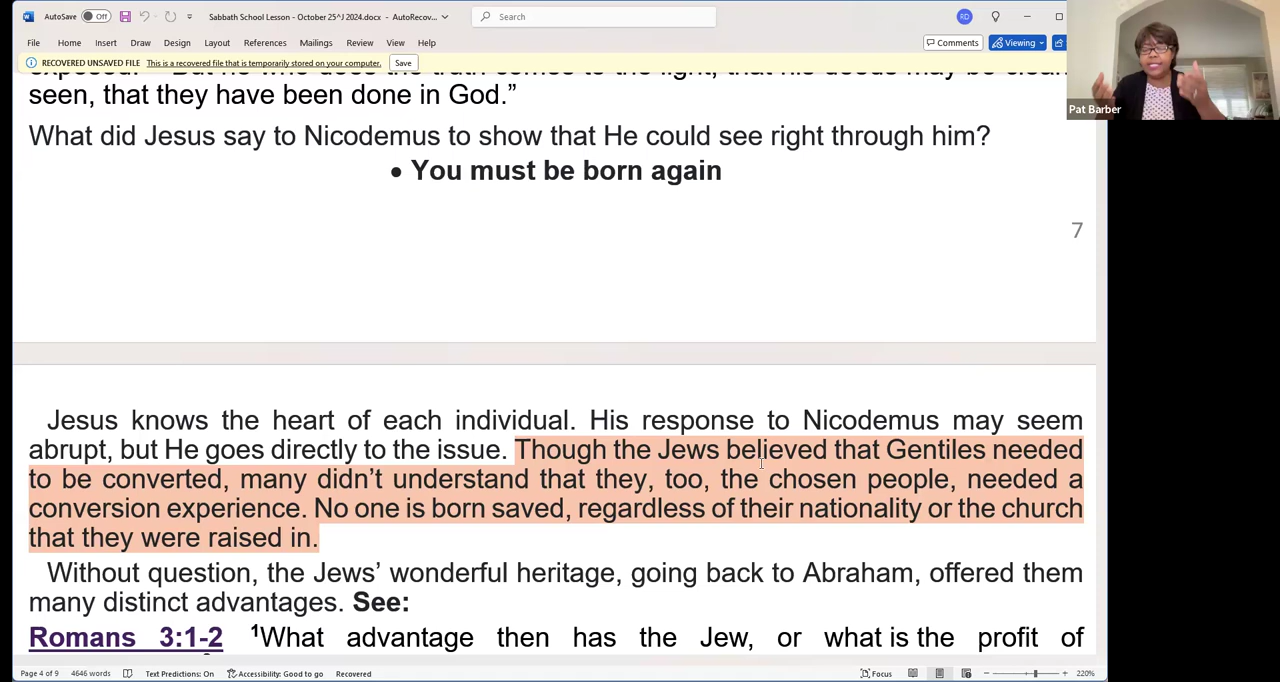 AutoSave Off Sabbath School Lesson - October 25^J 2024.docx - AutoRecov... Search RD
File Home Insert Draw Design Layout References Mailings Review View Help Comments Viewing
RECOVERED UNSAVED FILE This is a recovered file that is temporarily stored on your computer. Save
seen, that they have been done in God.”
Pat Barber
What did Jesus say to Nicodemus to show that He could see right through him?
• You must be born again
7
Jesus knows the heart of each individual. His response to Nicodemus may seem
abrupt, but He goes directly to the issue. Though the Jews believed that Gentiles needed
to be converted, many didn’t understand that they, too, the chosen people, needed a
conversion experience. No one is born saved, regardless of their nationality or the church
that they were raised in.
Without question, the Jews’ wonderful heritage, going back to Abraham, offered them
many distinct advantages. See:
Romans 3:1-2 1What advantage then has the Jew, or what is the profit of
Page 4 of 9 4646 words Text Predictions: On Accessibility: Good to go Recovered Focus 220%